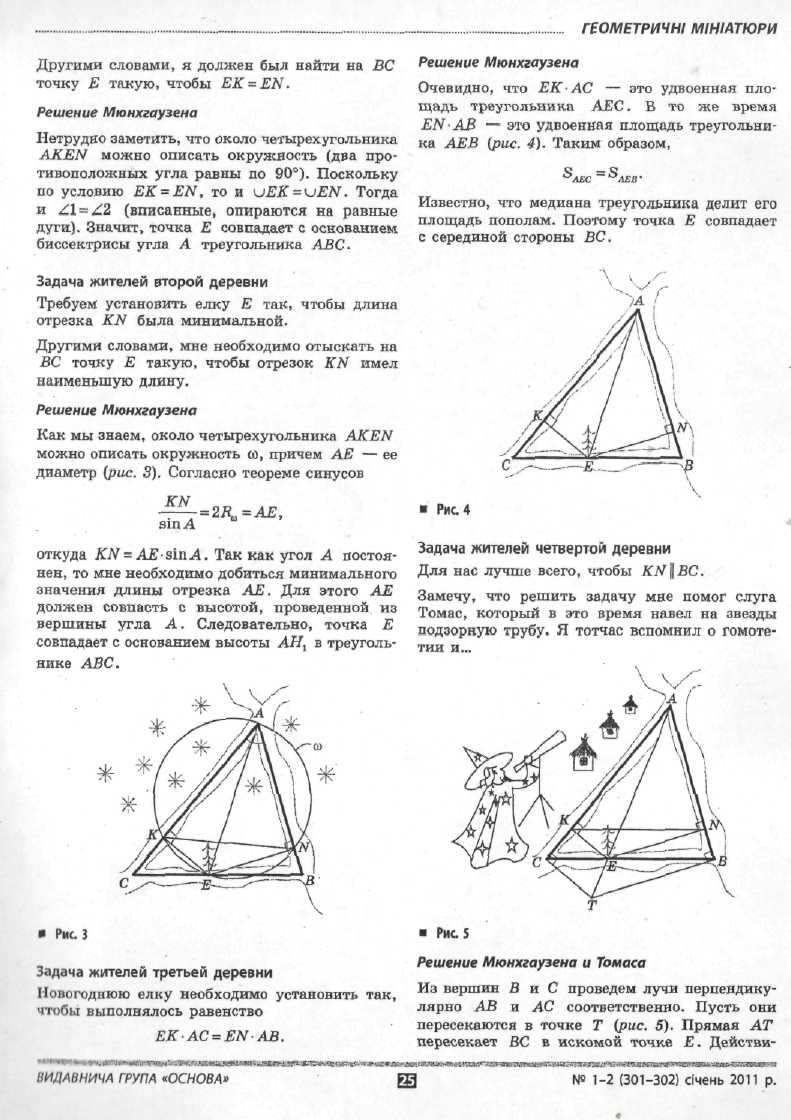 ГЕОМЕТРИЧНІ МІНІАТЮРИ
Другими словами, я должен был найти на BC
точку E такую, чтобы EK = EN.
Решение Мюнхгаузена
Нетрудно заметить, что около четырехугольника
AKEN можно описать окружность (два про-
тивоположных угла равны по 90°). Поскольку
по условию EK = EN, то и ∪EK = ∪EN. Тогда
и ∠1 = ∠2 (вписанные, опираются на равные
дуги). Значит, точка E совпадает с основанием
биссектрисы угла A треугольника ABC.
Задача жителей второй деревни
Требуем установить елку E так, чтобы длина
отрезка KN была минимальной.
Другими словами, мне необходимо отыскать на
BC точку E такую, чтобы отрезок KN имел
наименьшую длину.
Решение Мюнхгаузена
Как мы знаем, около четырехугольника AKEN
можно описать окружность ω, причем AE — ее
диаметр (рис. 3). Согласно теореме синусов
KN
sin A
= 2R_ω = AE,
откуда KN = AE·sin A. Так как угол A постоя-
нен, то мне необходимо добиться минимального
значения длины отрезка AE. Для этого AE
должен совпасть с высотой, проведенной из
вершины угла A. Следовательно, точка E
совпадает с основанием высоты AH₁ в треуголь-
нике ABC.
A
ω
K
N
C
E
B
■ Рис. 3
Задача жителей третьей деревни
Новогоднюю елку необходимо установить так,
чтобы выполнялось равенство
EK·AC = EN·AB.
Решение Мюнхгаузена
Очевидно, что EK·AC — это удвоенная пло-
щадь треугольника AEC. В то же время
EN·AB — это удвоенная площадь треугольни-
ка AEB (рис. 4). Таким образом,
S_AEC = S_AEB.
Известно, что медиана треугольника делит его
площадь пополам. Поэтому точка E совпадает
с серединой стороны BC.
A
K
N
C
E
B
■ Рис. 4
Задача жителей четвертой деревни
Для нас лучше всего, чтобы KN ∥ BC.
Замечу, что решить задачу мне помог слуга
Томас, который в это время навел на звезды
подзорную трубу. Я тотчас вспомнил о гомоте-
тии и...
A
K
N
C
E
B
T
■ Рис. 5
Решение Мюнхгаузена и Томаса
Из вершин B и C проведем лучи перпендику-
лярно AB и AC соответственно. Пусть они
пересекаются в точке T (рис. 5). Прямая AT
пересекает BC в искомой точке E. Действи-
ВИДАВНИЧА ГРУПА «ОСНОВА»
25
№ 1–2 (301–302) січень 2011 р.